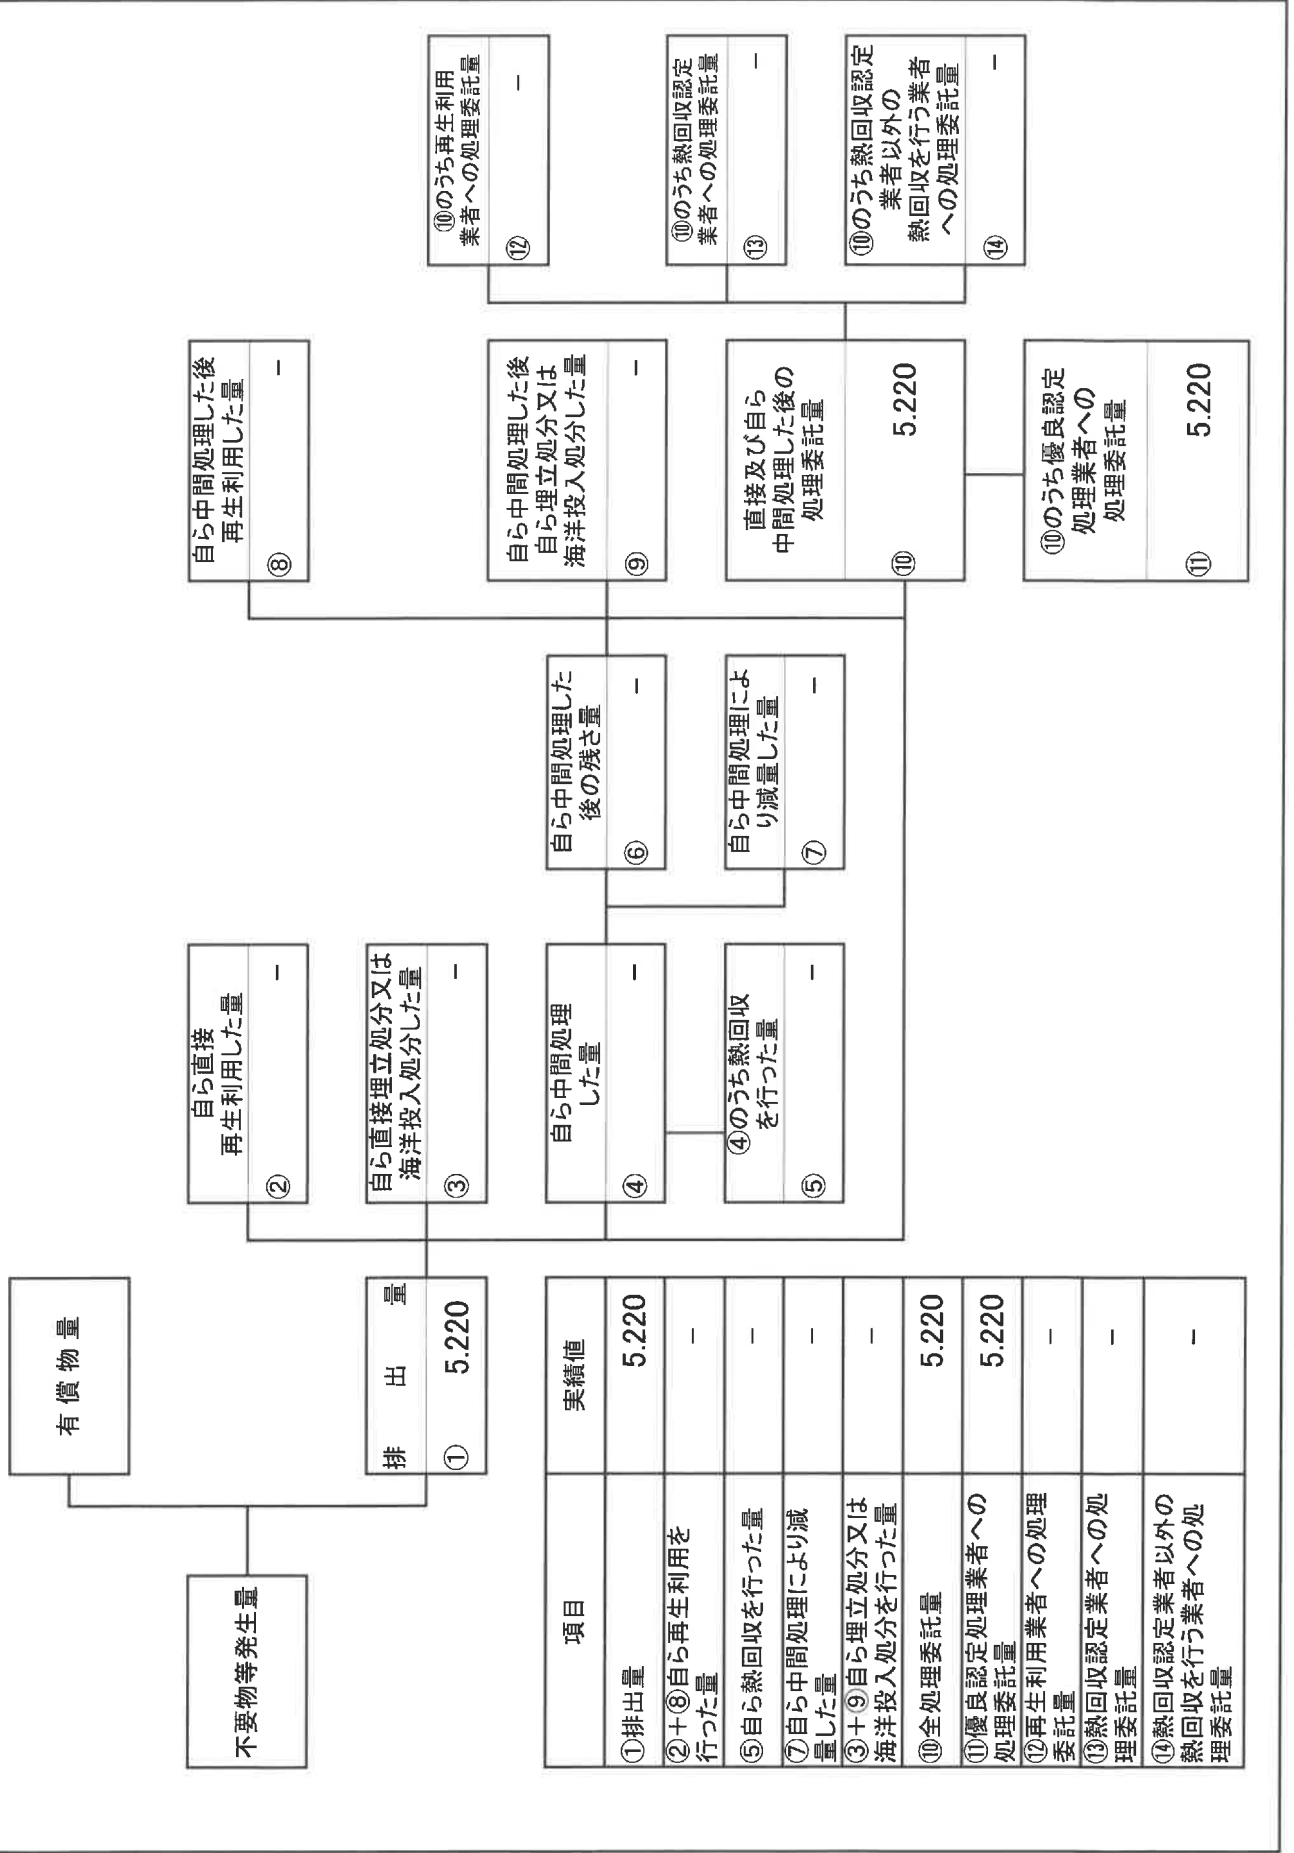 有償物量
不要物等発生量
排出量
① 5.220
自ら直接
再生利用した量
② −
自ら直接埋立処分又は
海洋投入処分した量
③ −
自ら中間処理
した量
④ −
④のうち熱回収
を行った量
⑤ −
自ら中間処理した
後の残さ量
⑥ −
自ら中間処理によ
り減量した量
⑦ −
自ら中間処理した後
再生利用した量
⑧ −
自ら中間処理した後
自ら埋立処分又は
海洋投入処分した量
⑨ −
直接及び自ら
中間処理した後の
処理委託量
⑩ 5.220
⑩のうち優良認定
処理業者への
処理委託量
⑪ 5.220
⑩のうち再生利用
業者への処理委託量
⑫ −
⑩のうち熱回収認定
業者への処理委託量
⑬ −
⑩のうち熱回収認定
業者以外の
熱回収を行う業者
への処理委託量
⑭ −
項目 実績値
①排出量 5.220
②＋⑧自ら再生利用を
行った量 −
⑤自ら熱回収を行った量 −
⑦自ら中間処理により減
量した量 −
③＋⑨自ら埋立処分又は
海洋投入処分を行った量 −
⑩全処理委託量 5.220
⑪優良認定処理業者への
処理委託量 5.220
⑫再生利用業者への処理
委託量 −
⑬熱回収認定業者への処
理委託量 −
⑭熱回収認定業者以外の
熱回収を行う業者への処
理委託量 −